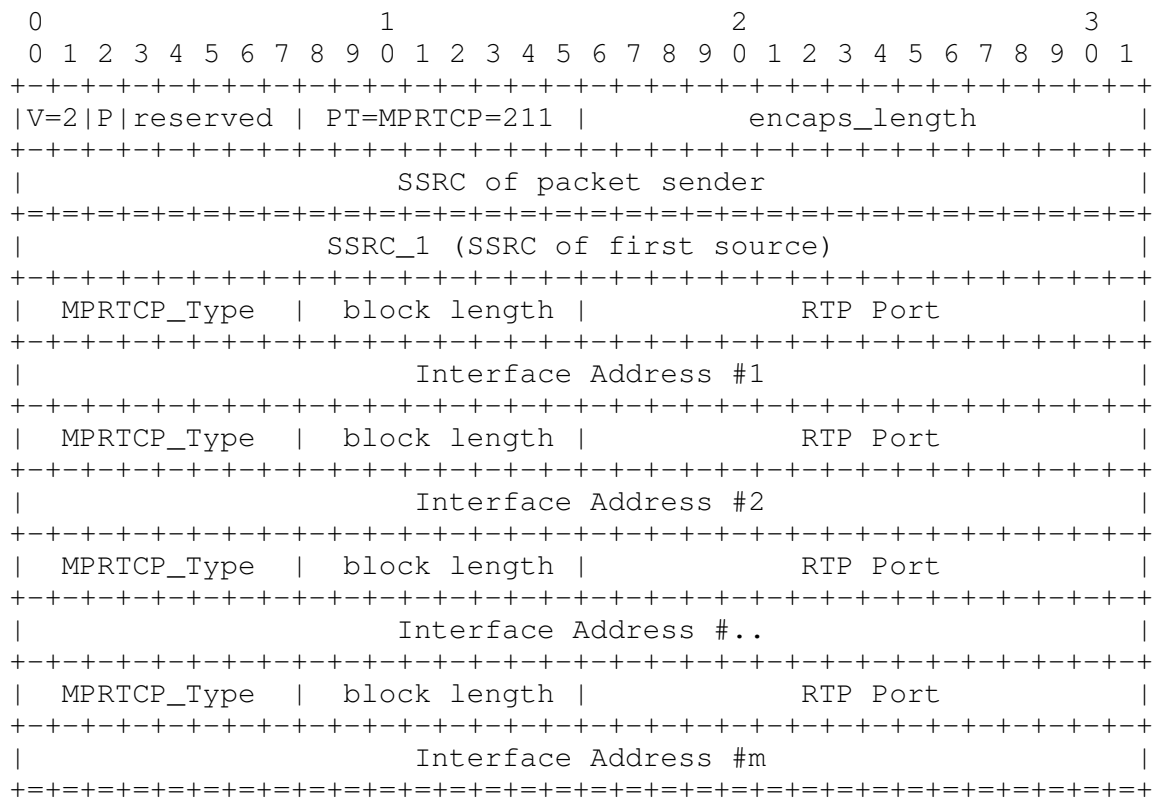 0                   1                   2                   3
 0 1 2 3 4 5 6 7 8 9 0 1 2 3 4 5 6 7 8 9 0 1 2 3 4 5 6 7 8 9 0 1
+-+-+-+-+-+-+-+-+-+-+-+-+-+-+-+-+-+-+-+-+-+-+-+-+-+-+-+-+-+-+-+-+
|V=2|P|reserved | PT=MPRTCP=211 |         encaps_length         |
+-+-+-+-+-+-+-+-+-+-+-+-+-+-+-+-+-+-+-+-+-+-+-+-+-+-+-+-+-+-+-+-+
|                     SSRC of packet sender                     |
+=+=+=+=+=+=+=+=+=+=+=+=+=+=+=+=+=+=+=+=+=+=+=+=+=+=+=+=+=+=+=+=+
|                 SSRC_1 (SSRC of first source)                 |
+-+-+-+-+-+-+-+-+-+-+-+-+-+-+-+-+-+-+-+-+-+-+-+-+-+-+-+-+-+-+-+-+
|  MPRTCP_Type  |  block length |            RTP Port           |
+-+-+-+-+-+-+-+-+-+-+-+-+-+-+-+-+-+-+-+-+-+-+-+-+-+-+-+-+-+-+-+-+
|                      Interface Address #1                     |
+-+-+-+-+-+-+-+-+-+-+-+-+-+-+-+-+-+-+-+-+-+-+-+-+-+-+-+-+-+-+-+-+
|  MPRTCP_Type  |  block length |            RTP Port           |
+-+-+-+-+-+-+-+-+-+-+-+-+-+-+-+-+-+-+-+-+-+-+-+-+-+-+-+-+-+-+-+-+
|                      Interface Address #2                     |
+-+-+-+-+-+-+-+-+-+-+-+-+-+-+-+-+-+-+-+-+-+-+-+-+-+-+-+-+-+-+-+-+
|  MPRTCP_Type  |  block length |            RTP Port           |
+-+-+-+-+-+-+-+-+-+-+-+-+-+-+-+-+-+-+-+-+-+-+-+-+-+-+-+-+-+-+-+-+
|                     Interface Address #..                     |
+-+-+-+-+-+-+-+-+-+-+-+-+-+-+-+-+-+-+-+-+-+-+-+-+-+-+-+-+-+-+-+-+
|  MPRTCP_Type  |  block length |            RTP Port           |
+-+-+-+-+-+-+-+-+-+-+-+-+-+-+-+-+-+-+-+-+-+-+-+-+-+-+-+-+-+-+-+-+
|                      Interface Address #m                     |
+=+=+=+=+=+=+=+=+=+=+=+=+=+=+=+=+=+=+=+=+=+=+=+=+=+=+=+=+=+=+=+=+